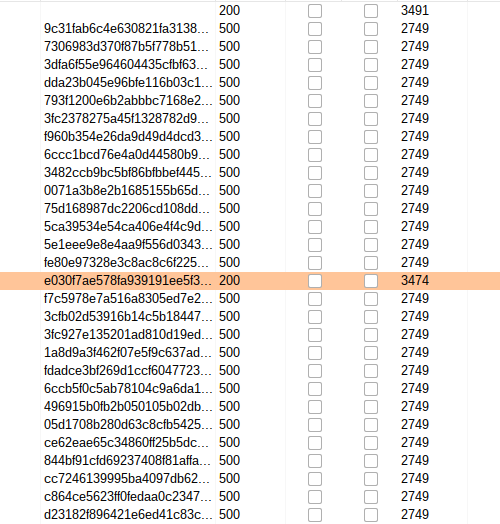 200 3491
9c31fab6c4e630821fa3138... 500 2749
7306983d370f87b5f778b51... 500 2749
3dfa6f55e964604435cfbf63... 500 2749
dda23b045e96bfe116b03c1... 500 2749
793f1200e6b2abbbc7168e2... 500 2749
3fc2378275a45f1328782d9... 500 2749
f960b354e26da9d49d4dcd3... 500 2749
6ccc1bcd76e4a0d44580b9... 500 2749
3482ccb9bc5bf86bfbbef445... 500 2749
0071a3b8e2b1685155b65d... 500 2749
75d168987dc2206cd108dd... 500 2749
5ca39534e54ca406e4f4c9d... 500 2749
5e1eee9e8e4aa9f556d0343... 500 2749
fe80e97328e3c8ac8c6f225... 500 2749
e030f7ae578fa939191ee5f3... 200 3474
f7c5978e7a516a8305ed7e2... 500 2749
3cfb02d53916b14c5b18447... 500 2749
3fc927e135201ad810d19ed... 500 2749
1a8d9a3f462f07e5f9c637ad... 500 2749
fdadce3bf269d1ccf6047723... 500 2749
6ccb5f0c5ab78104c9a6da1... 500 2749
496915b0fb2b050105b02db... 500 2749
05d1708b280d63c8cfb5425... 500 2749
ce62eae65c34860ff25b5dc... 500 2749
844bf91cfd69237408f81affa... 500 2749
cc7246139995ba4097db62... 500 2749
c864ce5623ff0fedaa0c2347... 500 2749
d23182f896421e6ed41c83c... 500 2749